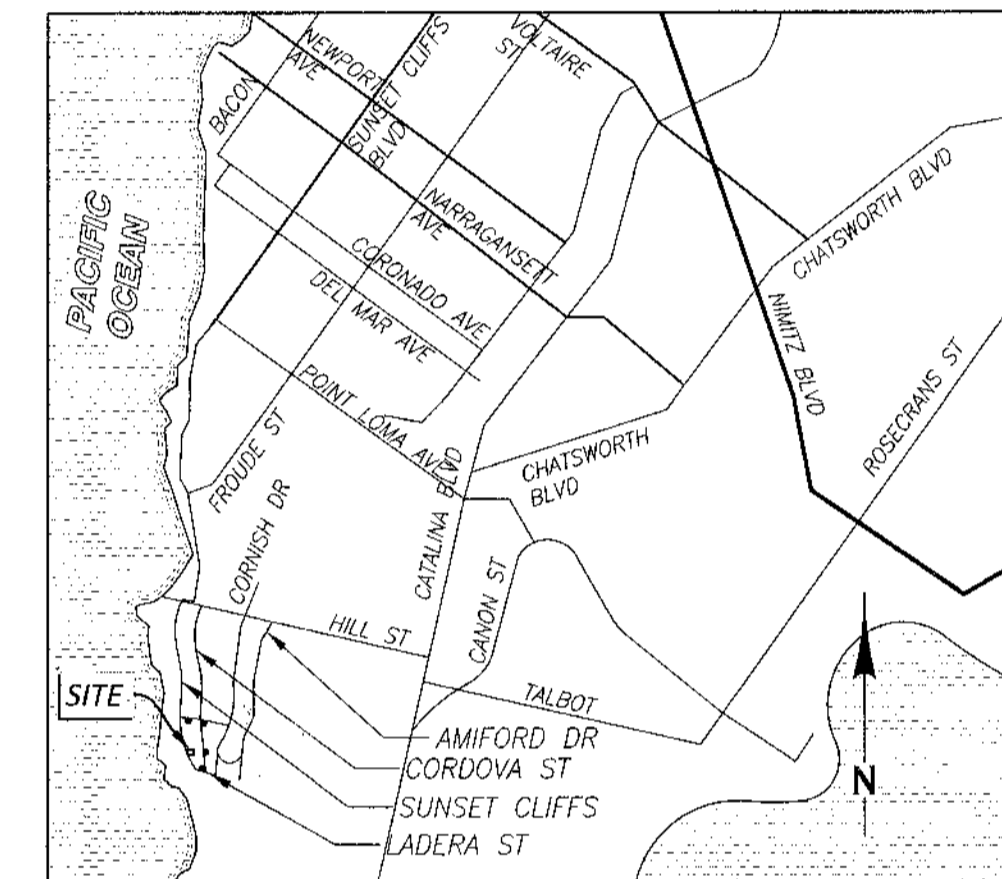 NEWPORT
AVE
BACON
SUNSET CLIFFS
BLVD
VOLTAIRE
ST
NARRAGANSETT
AVE
CORONADO AVE
DEL MAR AVE
POINT LOMA AVE
PACIFIC
OCEAN
CHATSWORTH BLVD
NIMITZ BLVD
ROSECRANS ST
FROUDE ST
CORNISH DR
CATALINA BLVD
CHATSWORTH
BLVD
CANON ST
HILL ST
TALBOT
SITE
AMIFORD DR
CORDOVA ST
SUNSET CLIFFS
LADERA ST
N